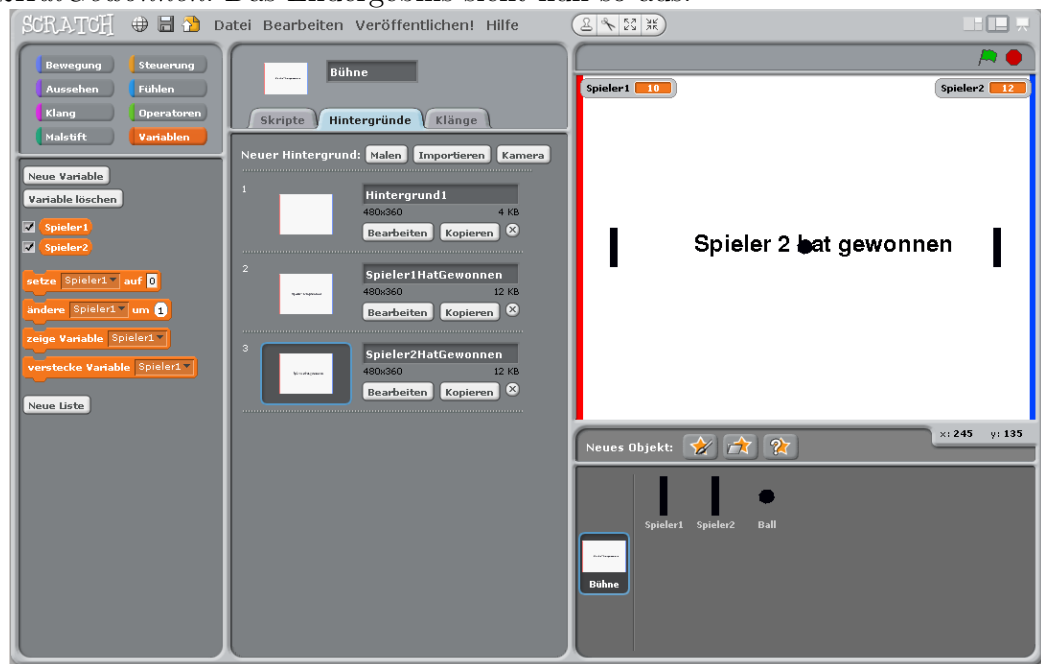 SCRATCH Datei Bearbeiten Veröffentlichen! Hilfe
Bewegung Steuerung
Aussehen Fühlen
Klang Operatoren
Malstift Variablen
Neue Variable
Variable löschen
Spieler1
Spieler2
setze Spieler1 auf 0
ändere Spieler1 um 1
zeige Variable Spieler1
verstecke Variable Spieler1
Neue Liste
Bühne
Skripte Hintergründe Klänge
Neuer Hintergrund: Malen Importieren Kamera
1
Hintergrund1
480x360 4 KB
Bearbeiten Kopieren
2
Spieler1HatGewonnen
480x360 12 KB
Bearbeiten Kopieren
3
Spieler2HatGewonnen
480x360 12 KB
Bearbeiten Kopieren
Spieler1 10 Spieler2 12
Spieler 2 hat gewonnen
x: 245 y: 135
Neues Objekt:
Spieler1 Spieler2 Ball
Bühne